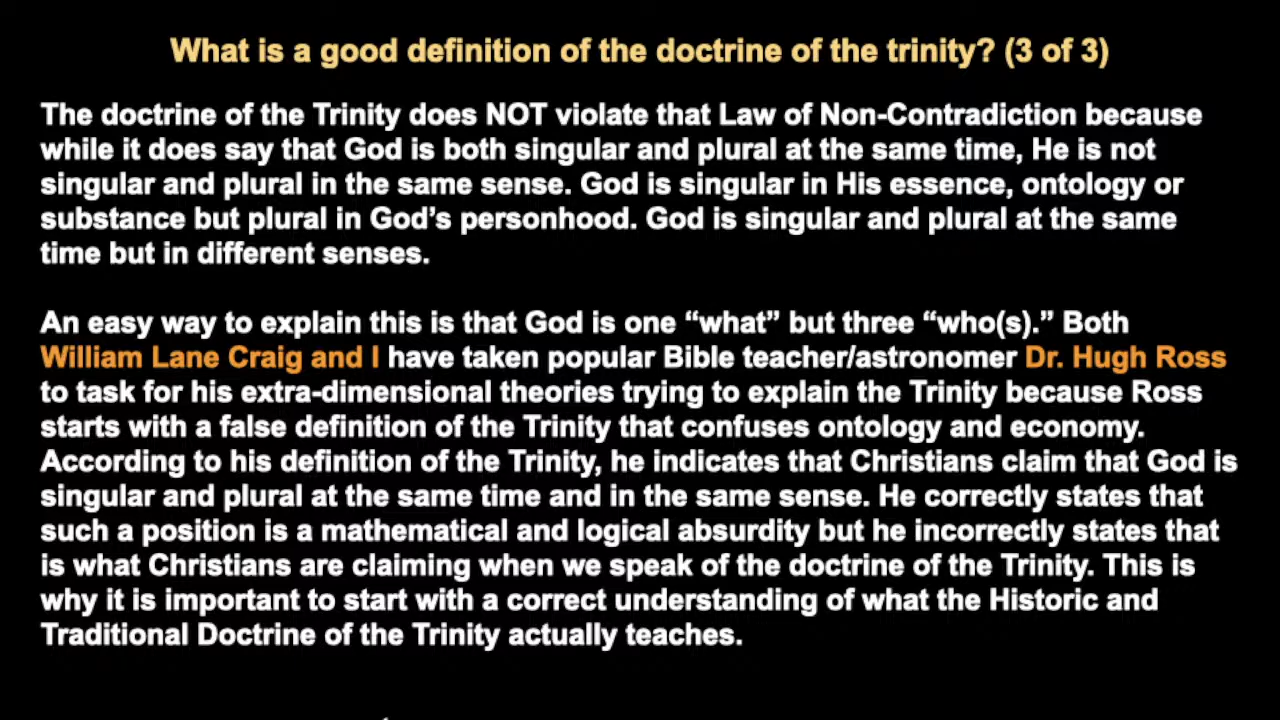 What is a good definition of the doctrine of the trinity? (3 of 3)
The doctrine of the Trinity does NOT violate that Law of Non-Contradiction because
while it does say that God is both singular and plural at the same time, He is not
singular and plural in the same sense. God is singular in His essence, ontology or
substance but plural in God’s personhood. God is singular and plural at the same
time but in different senses.
An easy way to explain this is that God is one “what” but three “who(s).” Both
William Lane Craig and I have taken popular Bible teacher/astronomer Dr. Hugh Ross
to task for his extra-dimensional theories trying to explain the Trinity because Ross
starts with a false definition of the Trinity that confuses ontology and economy.
According to his definition of the Trinity, he indicates that Christians claim that God is
singular and plural at the same time and in the same sense. He correctly states that
such a position is a mathematical and logical absurdity but he incorrectly states that
is what Christians are claiming when we speak of the doctrine of the Trinity. This is
why it is important to start with a correct understanding of what the Historic and
Traditional Doctrine of the Trinity actually teaches.